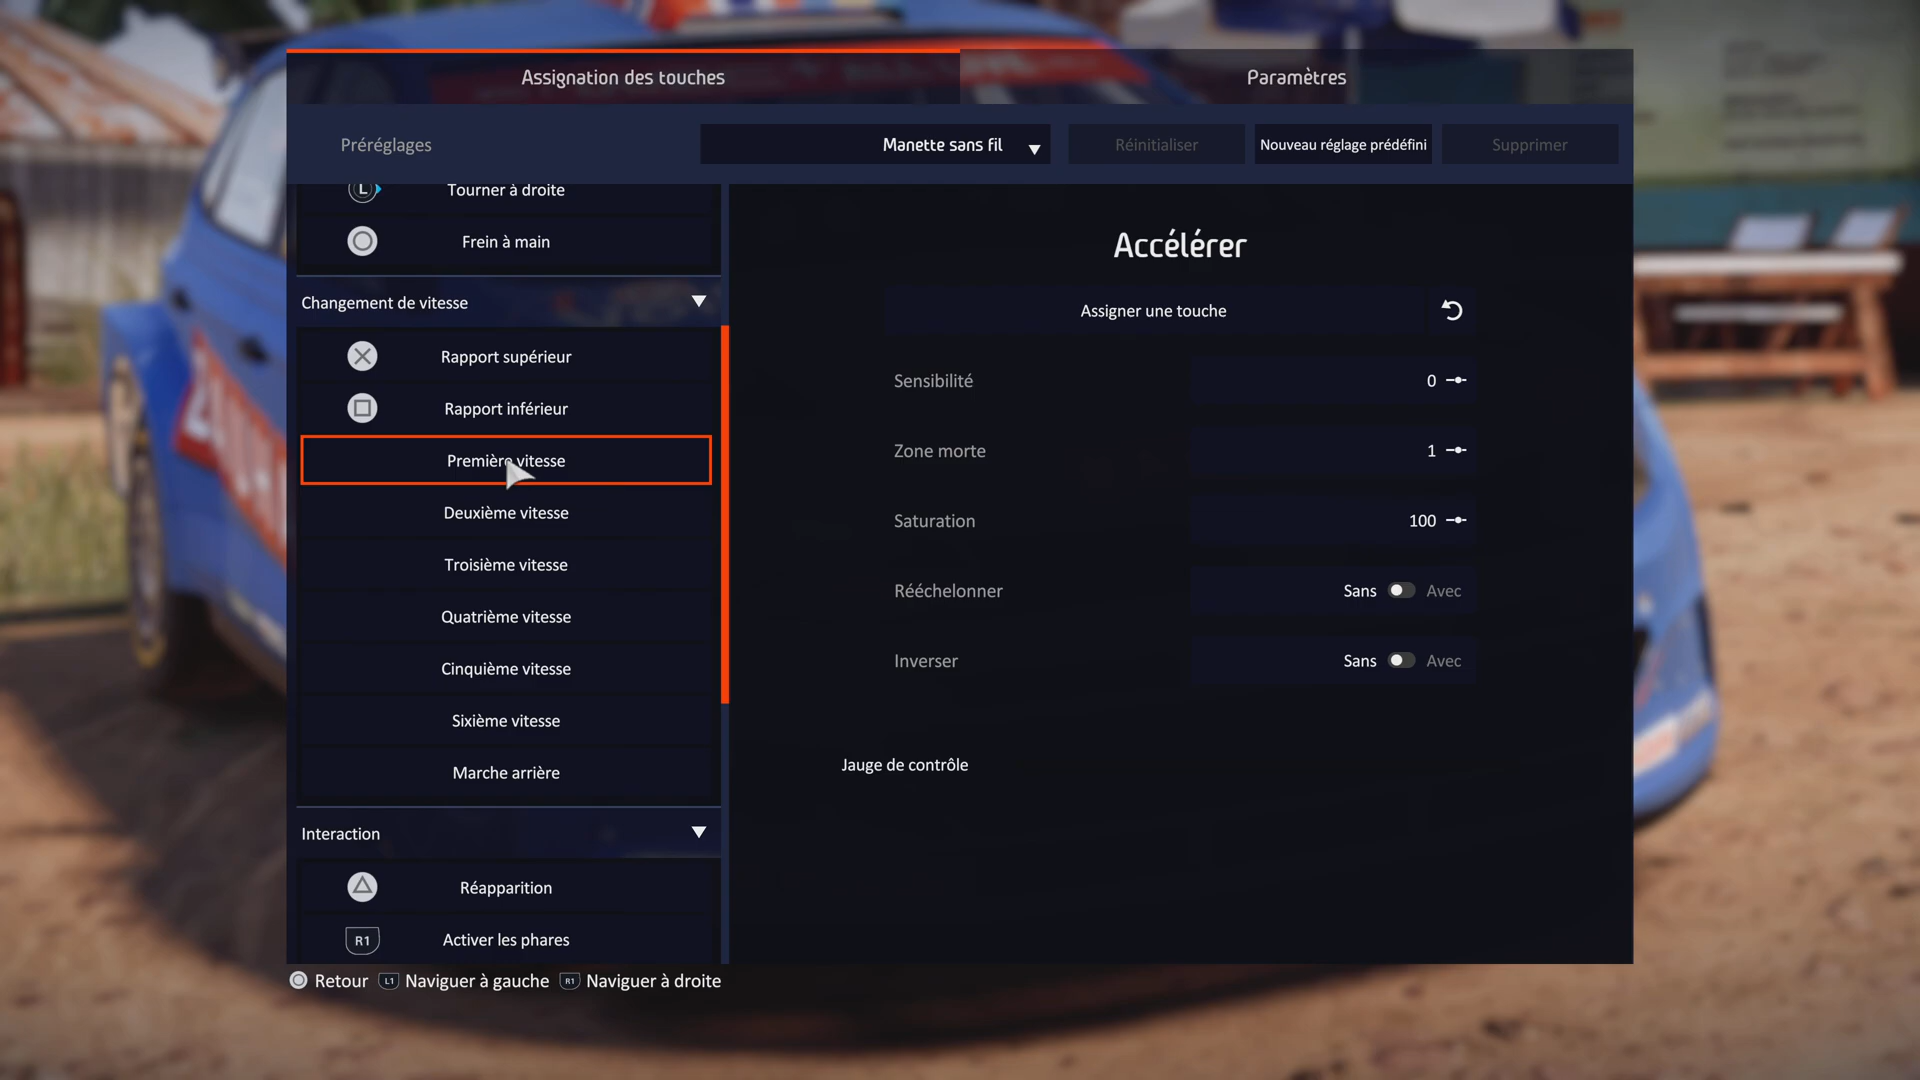 Assignation des touches
Paramètres
Préréglages
Manette sans fil
Réinitialiser
Nouveau réglage prédéfini
Supprimer
L
Tourner à droite
Frein à main
Changement de vitesse
Rapport supérieur
Rapport inférieur
Première vitesse
Deuxième vitesse
Troisième vitesse
Quatrième vitesse
Cinquième vitesse
Sixième vitesse
Marche arrière
Interaction
Réapparition
R1 Activer les phares
Accélérer
Assigner une touche
Sensibilité 0
Zone morte 1
Saturation 100
Rééchelonner Sans Avec
Inverser Sans Avec
Jauge de contrôle
Retour L1 Naviguer à gauche R1 Naviguer à droite